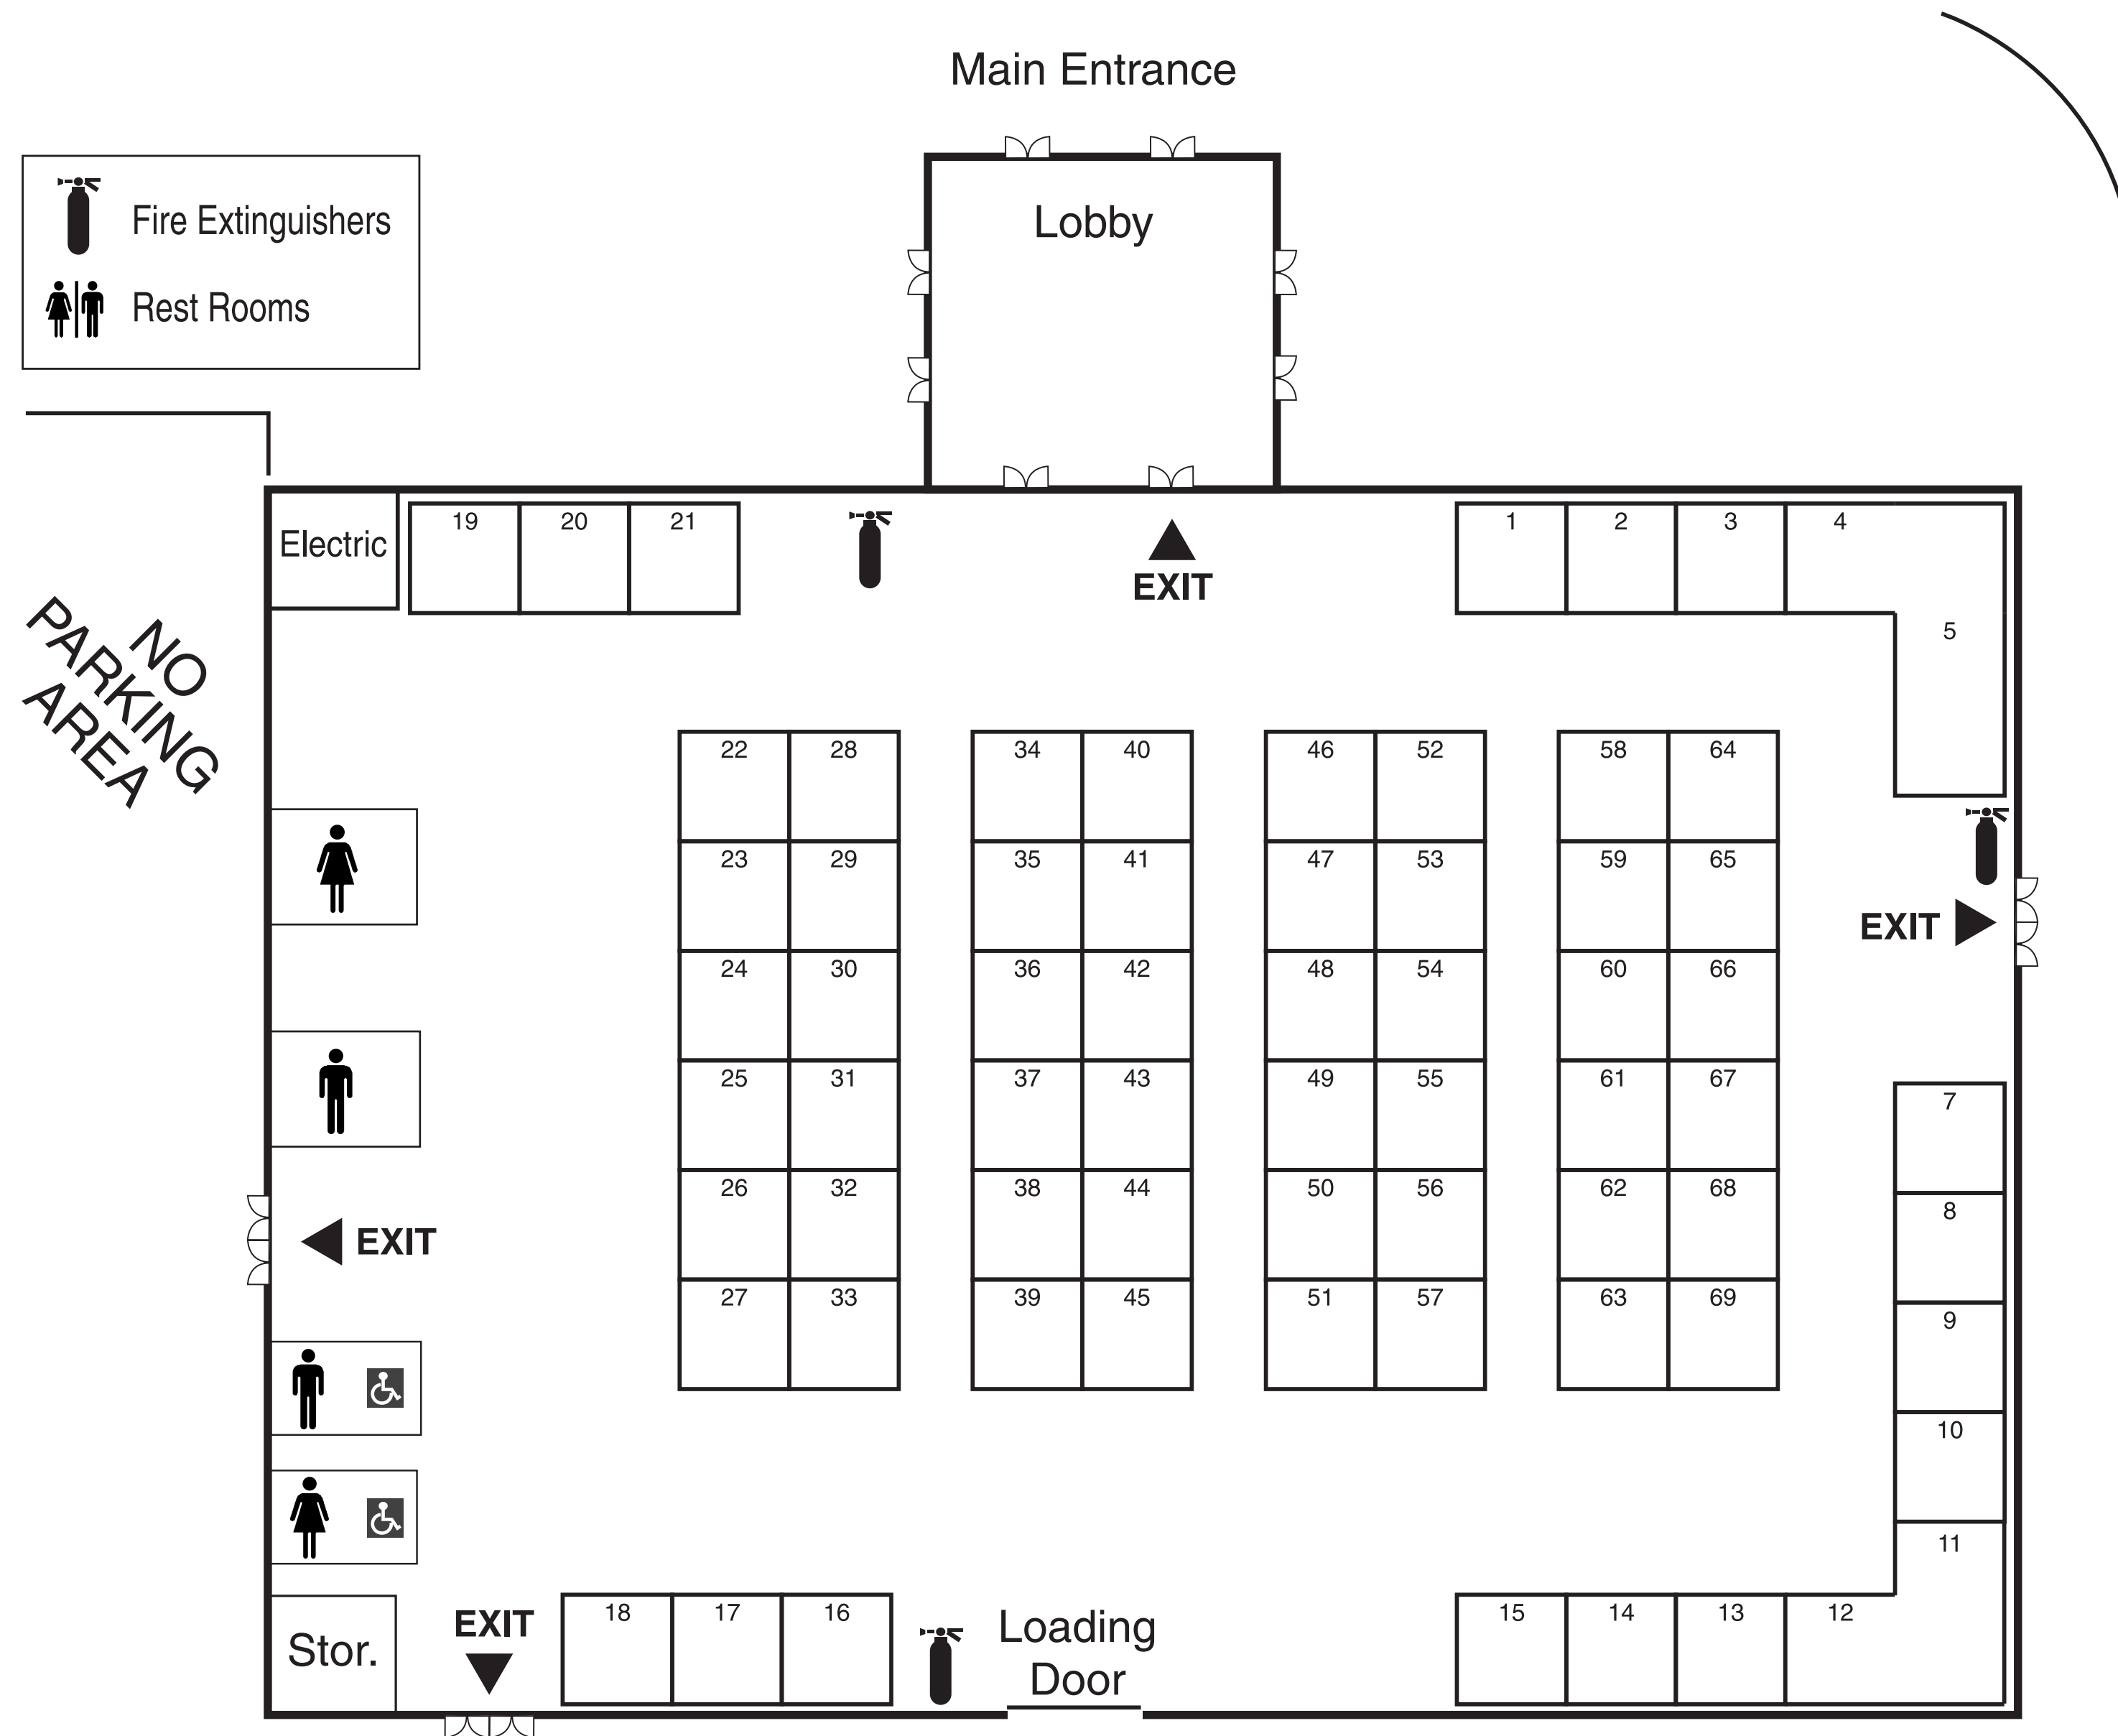 Main Entrance
Fire Extinguishers
Rest Rooms
Lobby
Electric
19 20 21
EXIT
1 2 3 4
5
NO
PARKING
AREA
22 28 34 40 46 52 58 64
23 29 35 41 47 53 59 65
EXIT
24 30 36 42 48 54 60 66
25 31 37 43 49 55 61 67
7
26 32 38 44 50 56 62 68
8
EXIT
27 33 39 45 51 57 63 69
9
10
11
Stor.
EXIT
18 17 16
Loading
Door
15 14 13 12